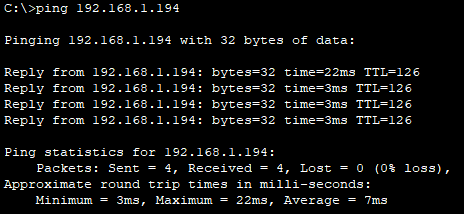 C:\>ping 192.168.1.194
Pinging 192.168.1.194 with 32 bytes of data:
Reply from 192.168.1.194: bytes=32 time=22ms TTL=126
Reply from 192.168.1.194: bytes=32 time=3ms TTL=126
Reply from 192.168.1.194: bytes=32 time=3ms TTL=126
Reply from 192.168.1.194: bytes=32 time=3ms TTL=126
Ping statistics for 192.168.1.194:
    Packets: Sent = 4, Received = 4, Lost = 0 (0% loss),
Approximate round trip times in milli-seconds:
    Minimum = 3ms, Maximum = 22ms, Average = 7ms